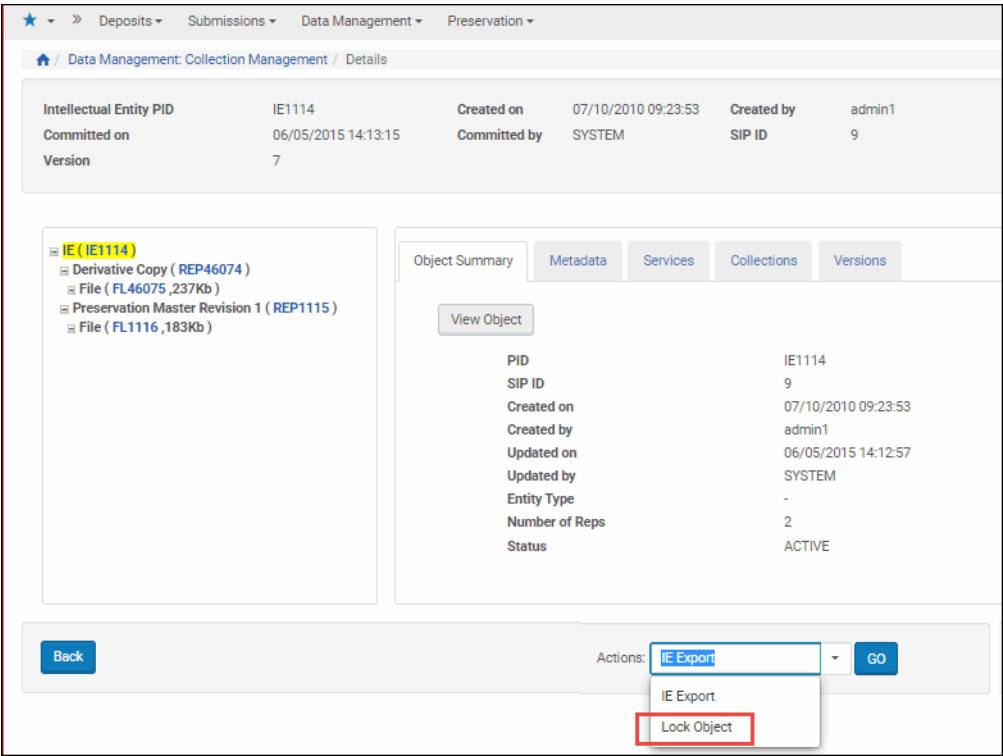 Deposits Submissions Data Management Preservation
/ Data Management: Collection Management / Details
Intellectual Entity PID IE1114 Created on 07/10/2010 09:23:53 Created by admin1
Committed on 06/05/2015 14:13:15 Committed by SYSTEM SIP ID 9
Version 7
IE ( IE1114 )
Derivative Copy ( REP46074 )
File ( FL46075 ,237Kb )
Preservation Master Revision 1 ( REP1115 )
File ( FL1116 ,183Kb )
Object Summary Metadata Services Collections Versions
View Object
PID IE1114
SIP ID 9
Created on 07/10/2010 09:23:53
Created by admin1
Updated on 06/05/2015 14:12:57
Updated by SYSTEM
Entity Type -
Number of Reps 2
Status ACTIVE
Back Actions: IE Export GO
IE Export
Lock Object